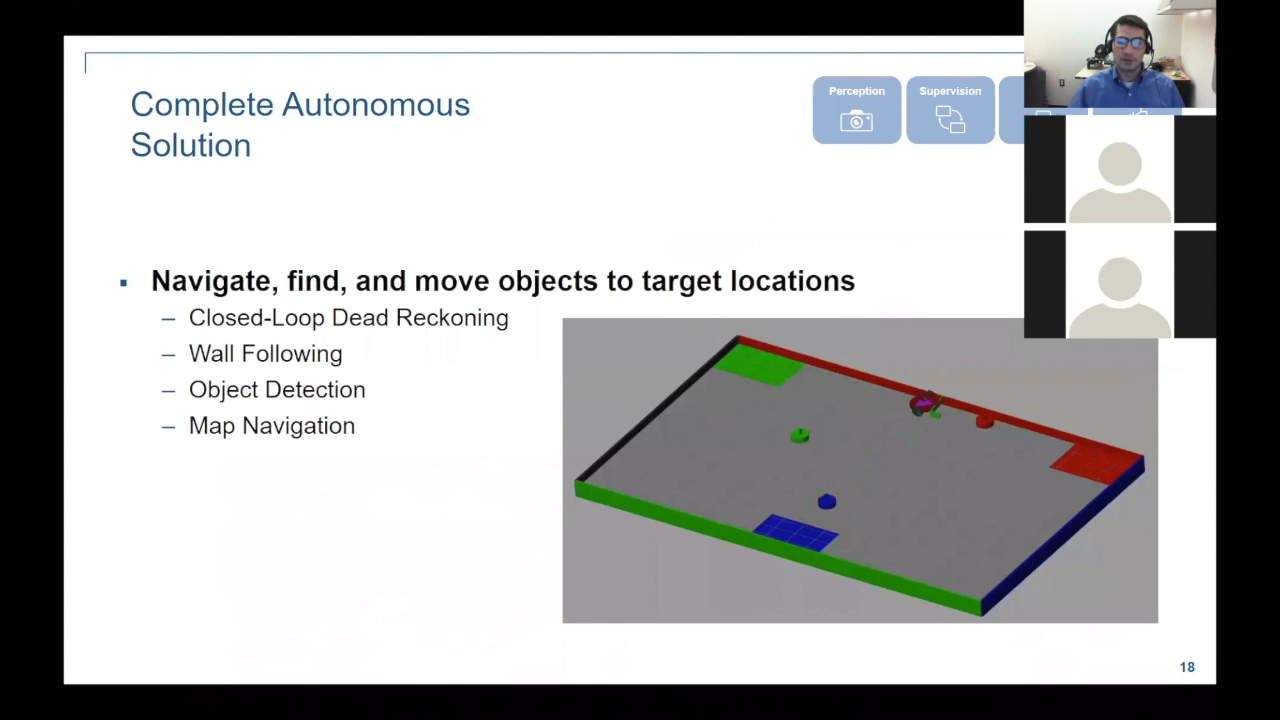 Complete Autonomous
Solution
Perception
Supervision
▪ Navigate, find, and move objects to target locations
– Closed-Loop Dead Reckoning
– Wall Following
– Object Detection
– Map Navigation
18